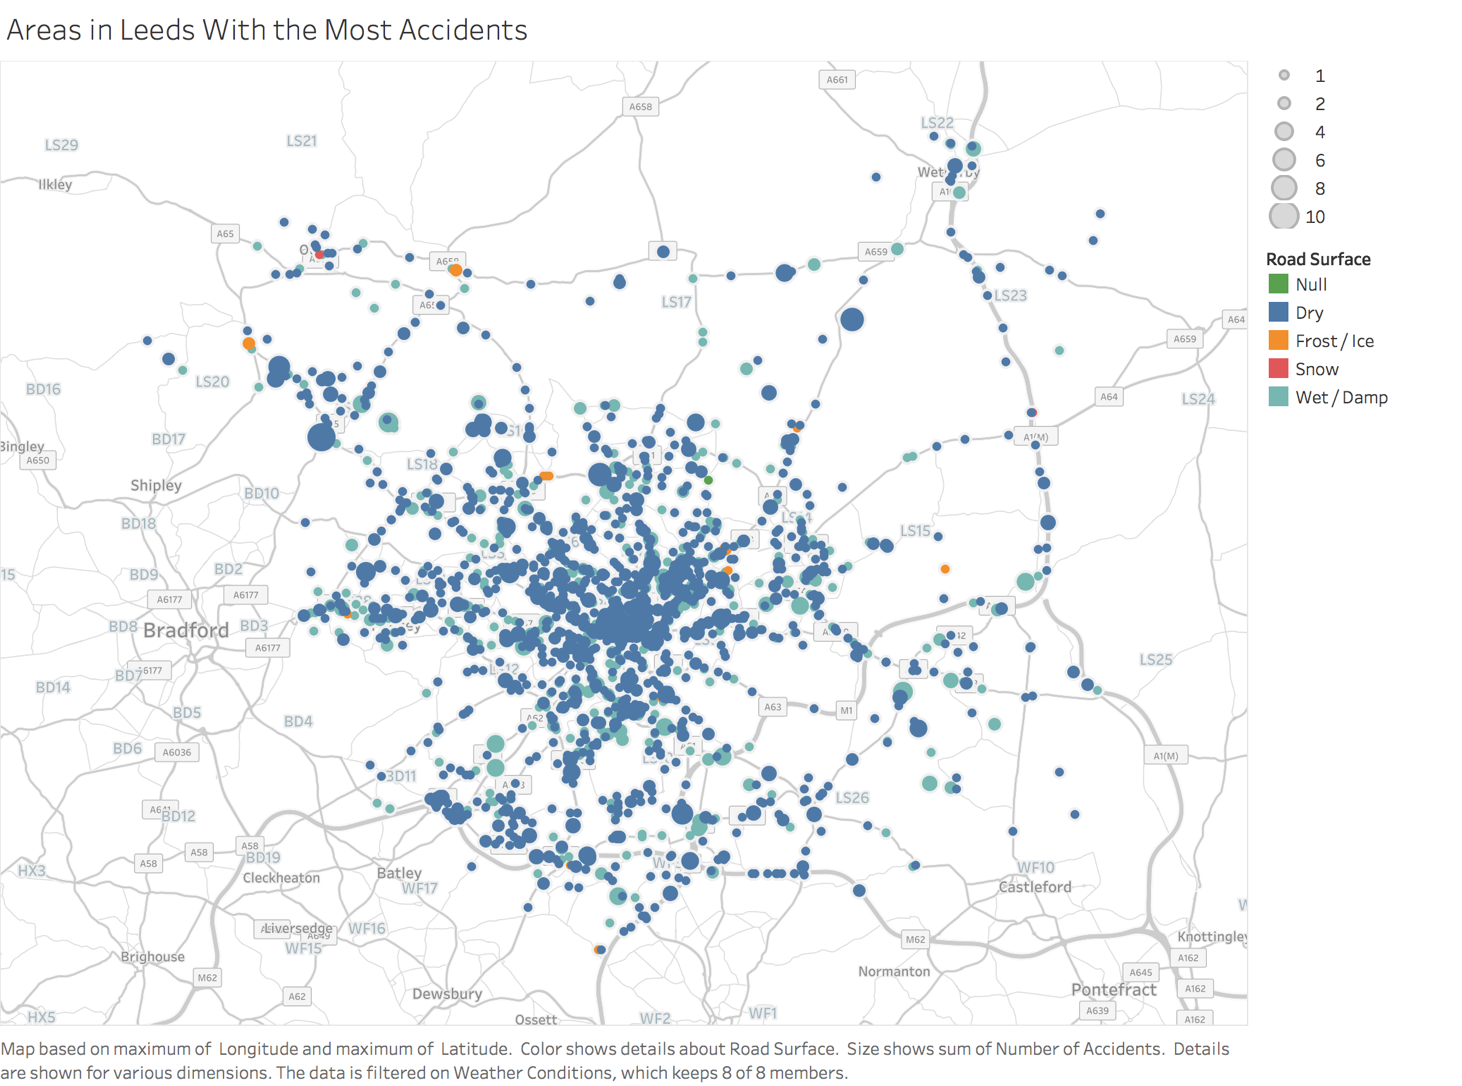 Areas in Leeds With the Most Accidents
A661
A658
LS22
LS29
LS21
Ilkley
A65
A659
LS17
LS23
A64
A659
LS20
BD16
A64
LS24
BD17
Bingley
A650
A1(M)
LS18
Shipley
BD10
BD18
LS15
BD9
BD2
A6177
A6177
BD8
Bradford
BD3
A6177
A6177
BD7
LS25
BD14
BD5
A63
M1
BD4
A62
BD6
A6036
A1(M)
LS26
BD12
A58
BD19
A58
A58
HX3
Cleckheaton
Batley
WF17
WF10
Castleford
Liversedge
A649
WF16
WF15
M62
Knottingley
Brighouse
A162
M62
Normanton
A645
Dewsbury
A62
Pontefract
A162
A639
HX5
Ossett
WF2
WF1
A162
1
2
4
6
8
10
Road Surface
Null
Dry
Frost / Ice
Snow
Wet / Damp
Map based on maximum of Longitude and maximum of Latitude. Color shows details about Road Surface. Size shows sum of Number of Accidents. Details
are shown for various dimensions. The data is filtered on Weather Conditions, which keeps 8 of 8 members.